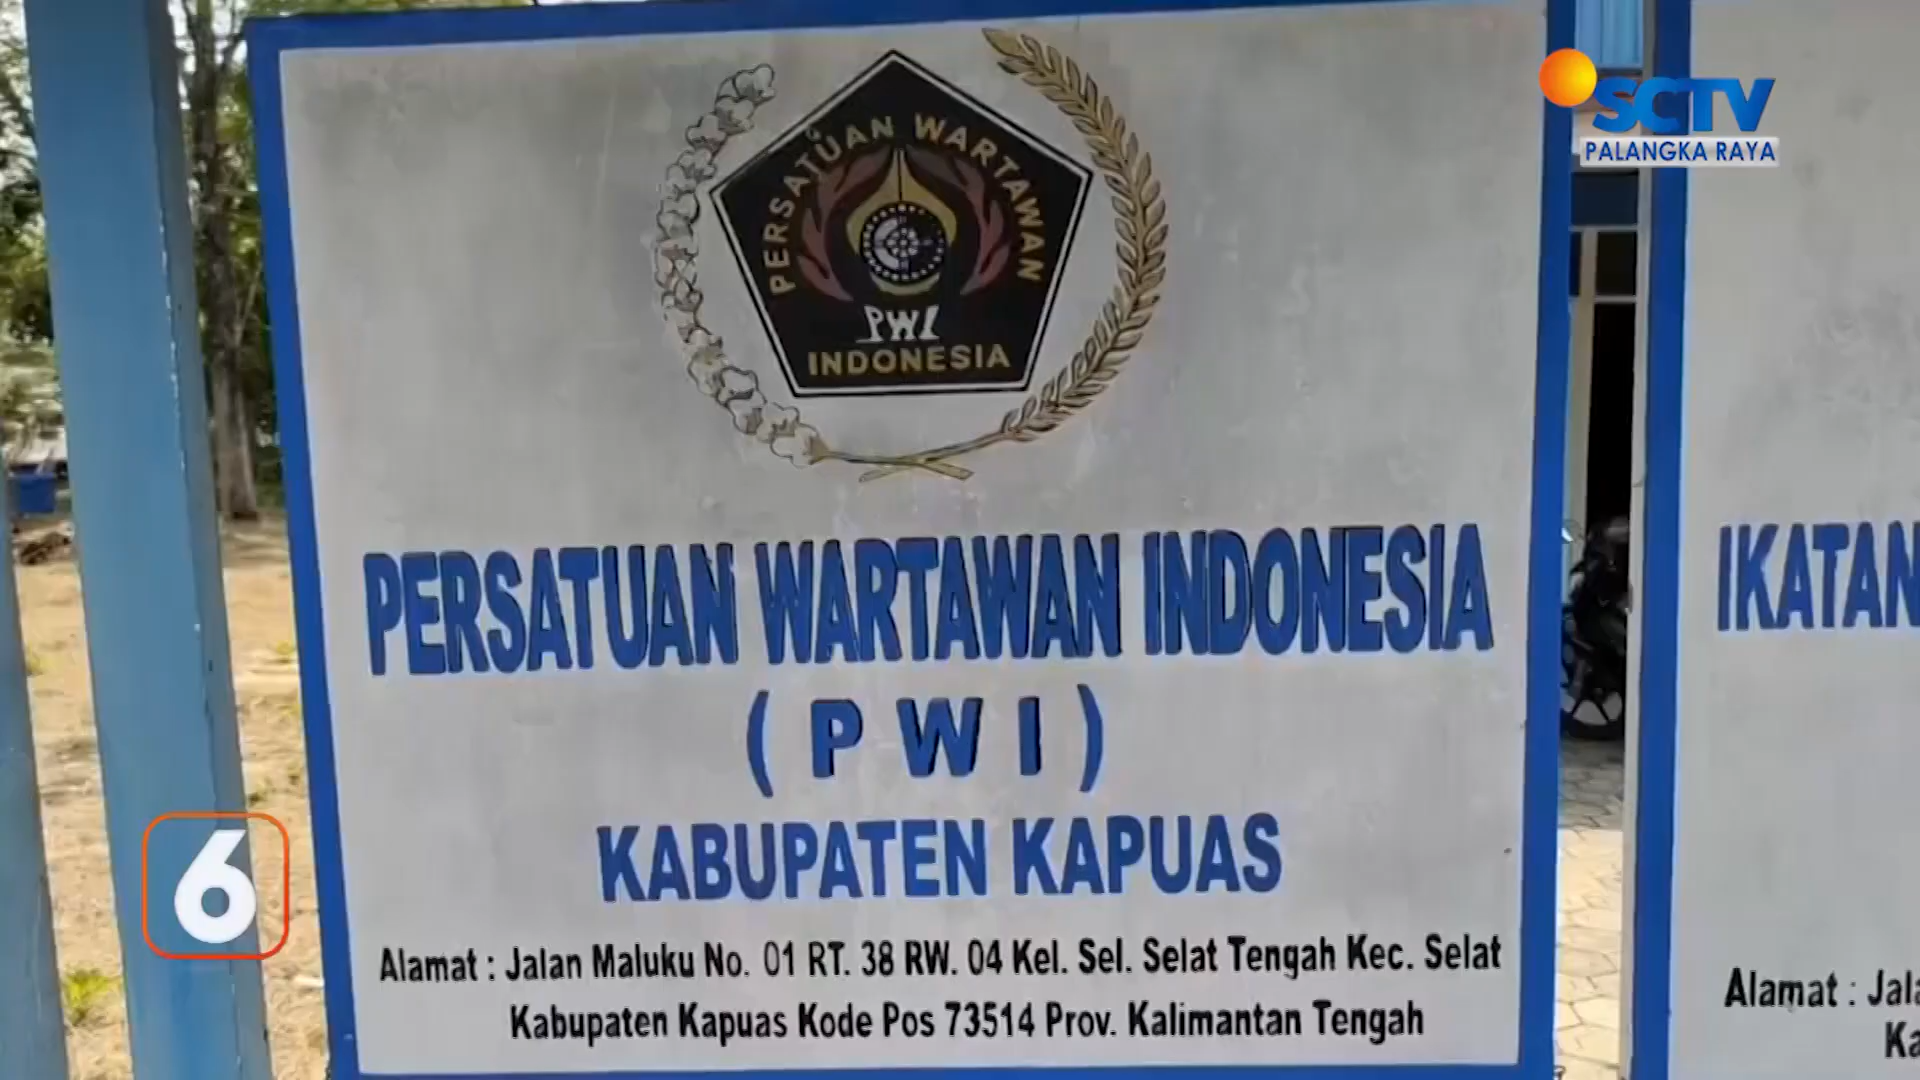 SCTV
PALANGKA RAYA
PERSATUAN WARTAWAN
PWI
INDONESIA
PERSATUAN WARTAWAN INDONESIA
( P W I )
KABUPATEN KAPUAS
Alamat : Jalan Maluku No. 01 RT. 38 RW. 04 Kel. Sel. Selat Tengah Kec. Selat
Kabupaten Kapuas Kode Pos 73514 Prov. Kalimantan Tengah
IKATAN
Alamat :
6